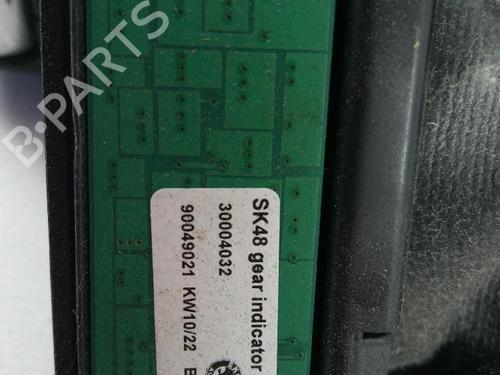 B-PARTS
SK48 gear indicator
30004032
90049021 KW10/22